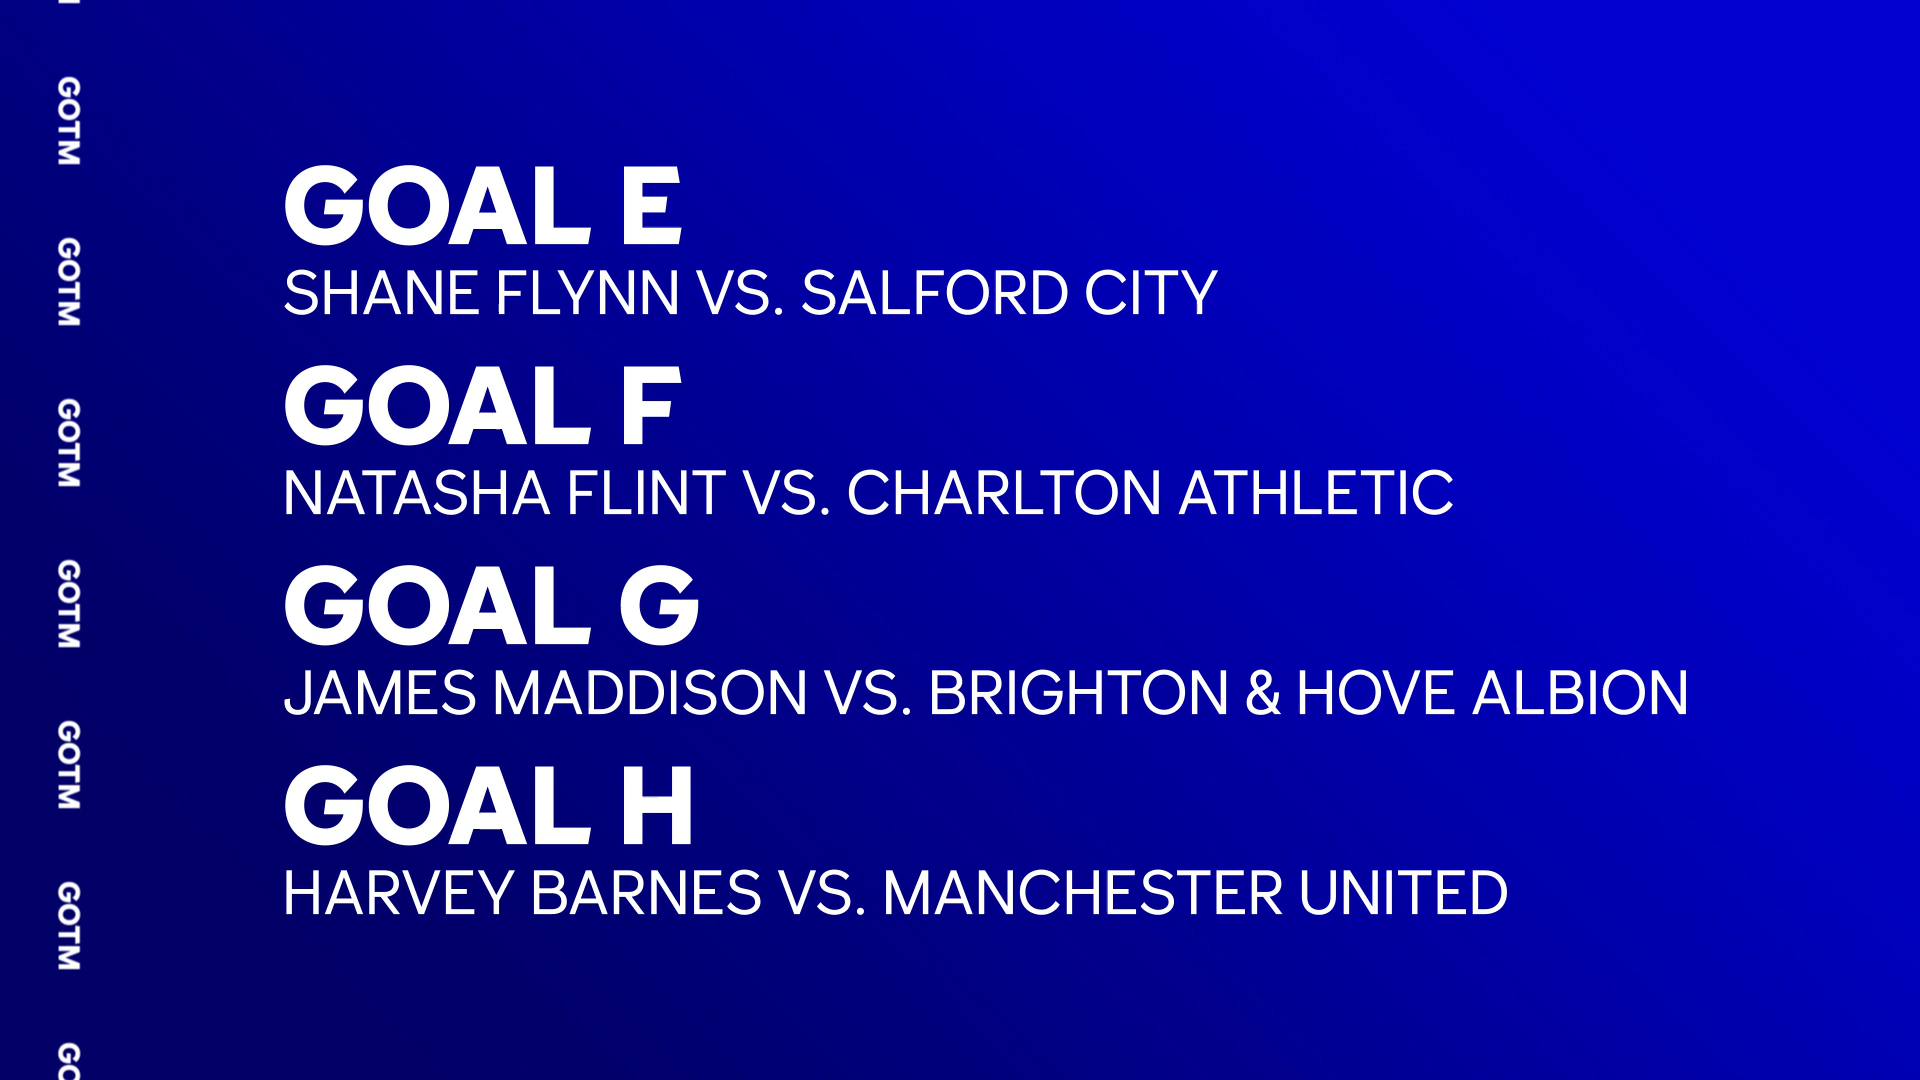 GOTM
GOTM
GOTM
GOTM
GOTM
GOTM
GO
GOAL E
SHANE FLYNN VS. SALFORD CITY
GOAL F
NATASHA FLINT VS. CHARLTON ATHLETIC
GOAL G
JAMES MADDISON VS. BRIGHTON & HOVE ALBION
GOAL H
HARVEY BARNES VS. MANCHESTER UNITED